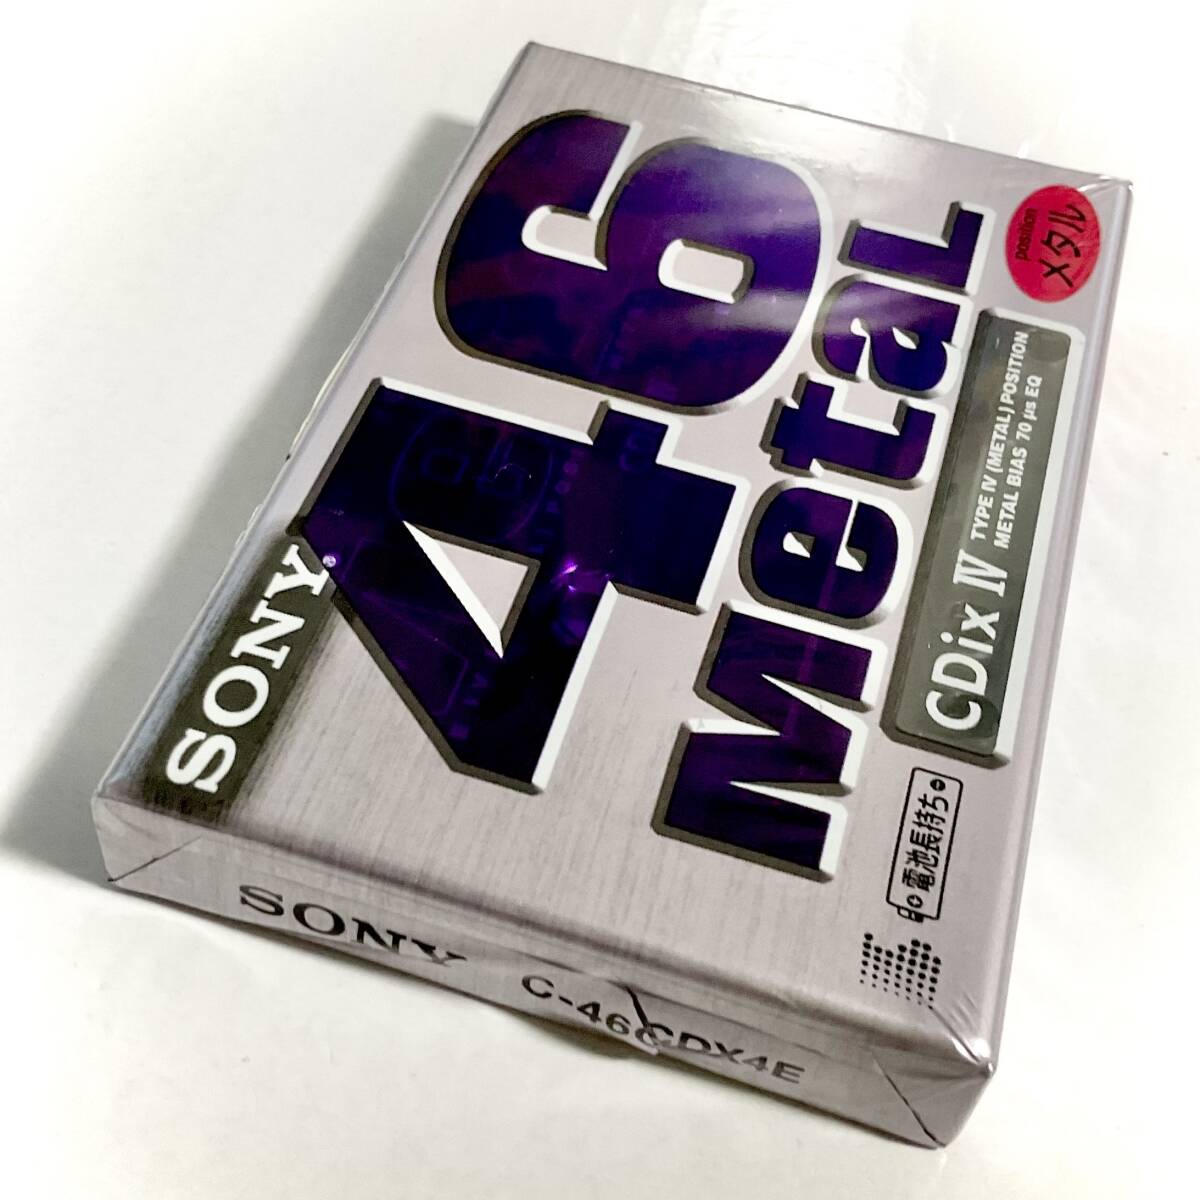 SONY
46
Metal
position
メタル
CDix IV
TYPE IV (METAL) POSITION
METAL BIAS 70 μs EQ
電池長持ち
SONY